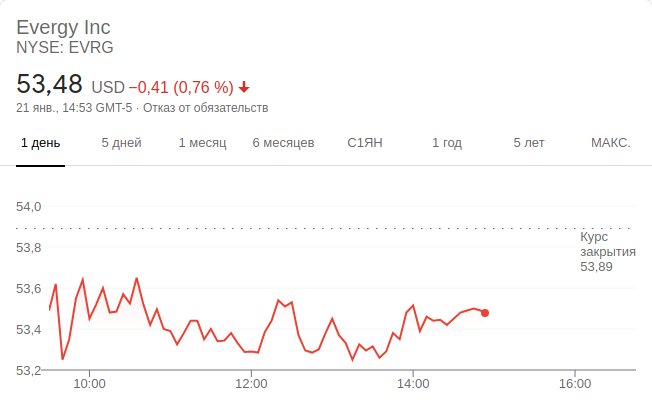 Evergy Inc
NYSE: EVRG
53,48 USD −0,41 (0,76 %)
21 янв., 14:53 GMT-5 · Отказ от обязательств
1 день 5 дней 1 месяц 6 месяцев С1ЯН 1 год 5 лет МАКС.
54,0
Курс
закрытия
53,89
53,8
53,6
53,4
53,2
10:00 12:00 14:00 16:00